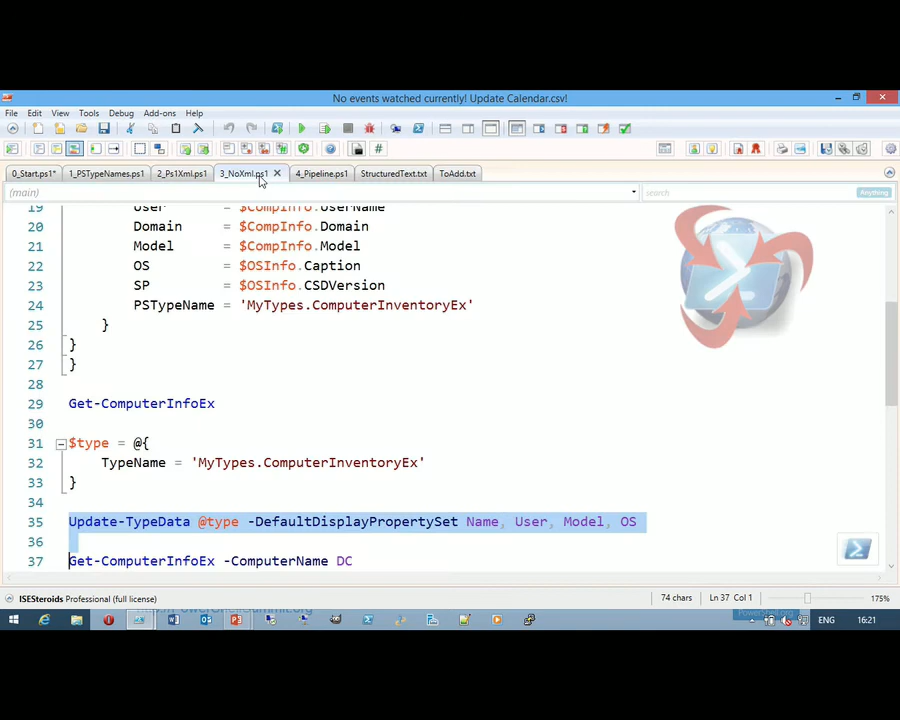 No events watched currently! Update Calendar.csv!
File Edit View Tools Debug Add-ons Help
0_Start.ps1* 1_PSTypeNames.ps1 2_Ps1Xml.ps1 3_NoXml.ps1 4_Pipeline.ps1 StructuredText.txt ToAdd.txt
(main) search Anything
19 User = $CompInfo.UserName
20 Domain = $CompInfo.Domain
21 Model = $CompInfo.Model
22 OS = $OSInfo.Caption
23 SP = $OSInfo.CSDVersion
24 PSTypeName = 'MyTypes.ComputerInventoryEx'
25 }
26 }
27 }
28
29 Get-ComputerInfoEx
30
31 $type = @{
32 TypeName = 'MyTypes.ComputerInventoryEx'
33 }
34
35 Update-TypeData @type -DefaultDisplayPropertySet Name, User, Model, OS
36
37 Get-ComputerInfoEx -ComputerName DC
ISESteroids Professional (full license) 74 chars Ln 37 Col 1 175%
ENG 16:21